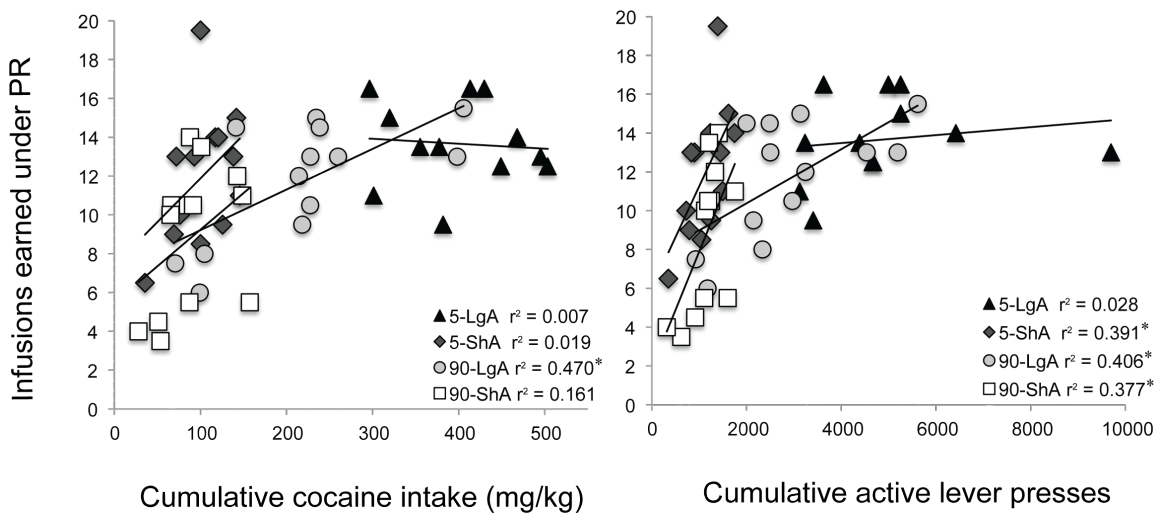 Infusions earned under PR
20
18
16
14
12
10
8
6
4
2
0
0 100 200 300 400 500
5-LgA r² = 0.007
5-ShA r² = 0.019
90-LgA r² = 0.470*
90-ShA r² = 0.161
Cumulative cocaine intake (mg/kg)
20
18
16
14
12
10
8
6
4
2
0
0 2000 4000 6000 8000 10000
5-LgA r² = 0.028
5-ShA r² = 0.391*
90-LgA r² = 0.406*
90-ShA r² = 0.377*
Cumulative active lever presses